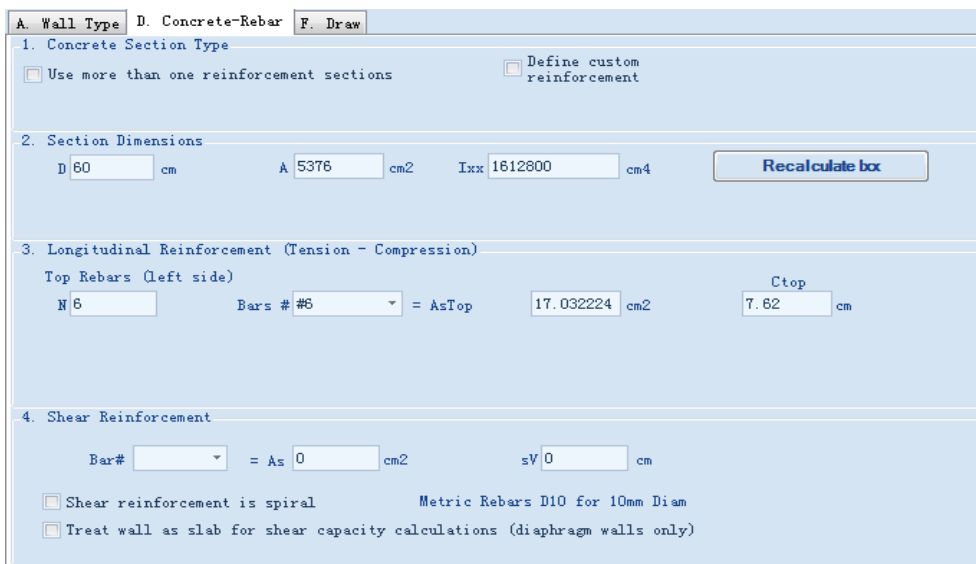 A. Wall Type D. Concrete-Rebar F. Draw
1. Concrete Section Type
Use more than one reinforcement sections
Define custom
reinforcement
2. Section Dimensions
D 60 cm A 5376 cm2 Ixx 1612800 cm4 Recalculate Ixx
3. Longitudinal Reinforcement (Tension - Compression)
Top Rebars (left side)
Ctop
N 6 Bars # #6 = AsTop 17.032224 cm2 7.62 cm
4. Shear Reinforcement
Bar# = As 0 cm2 sV 0 cm
Shear reinforcement is spiral Metric Rebars D10 for 10mm Diam
Treat wall as slab for shear capacity calculations (diaphragm walls only)